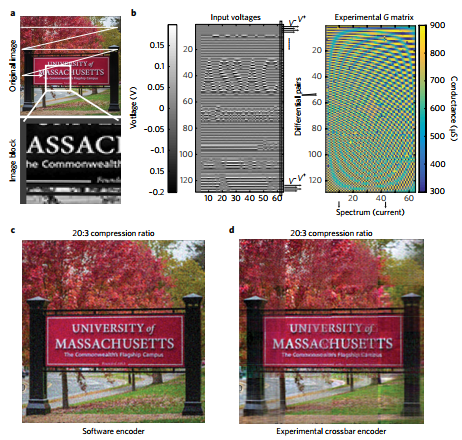 a
Original image
UNIVERSITY of
MASSACHUSETTS
Image block
ASSACH
he Commonwealth
b
Input voltages
Voltage (V)
0.15
0.10
0.05
0
-0.05
-0.1
-0.15
-0.2
20
40
60
80
100
120
10 20 30 40 50 60
V- V+
V- V+
Differential pairs
Experimental G matrix
20
40
60
80
100
120
20 40 60
Spectrum (current)
900
800
700
600
500
400
300
Conductance (µS)
c
20:3 compression ratio
UNIVERSITY of
MASSACHUSETTS
The Commonwealth's Flagship Campus
Software encoder
d
20:3 compression ratio
UNIVERSITY of
MASSACHUSETTS
The Commonwealth's Flagship Campus
Experimental crossbar encoder